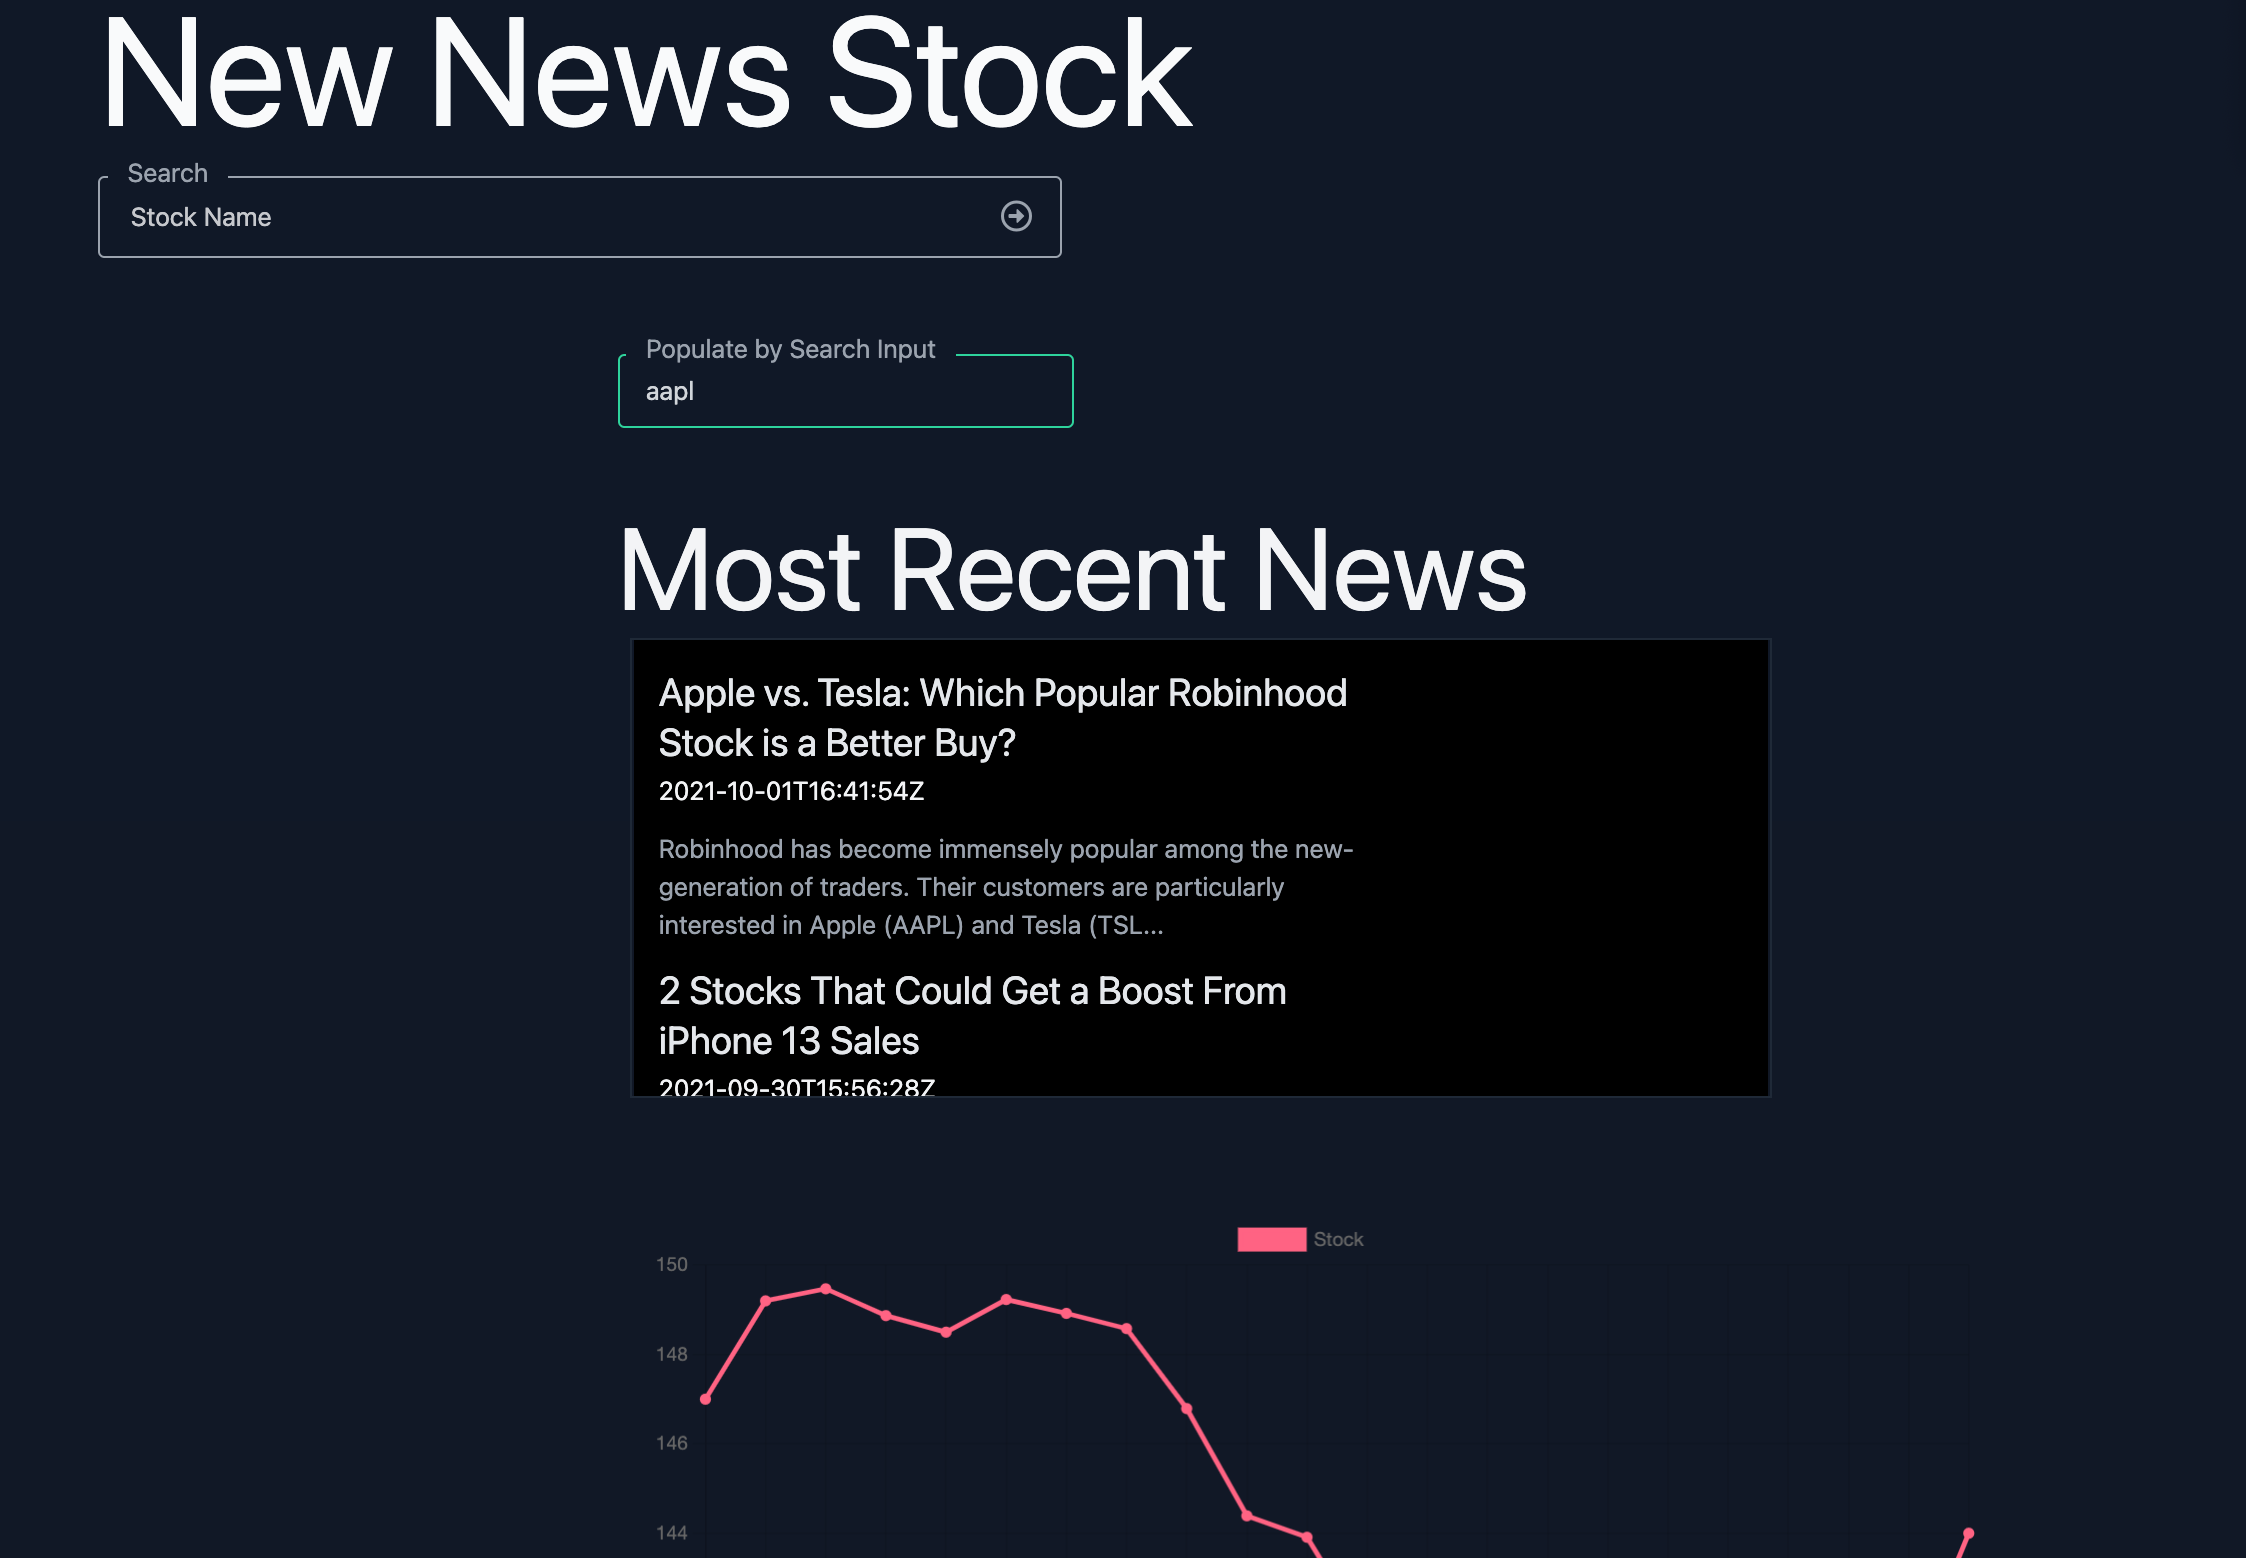 New News Stock
Search
Stock Name
Populate by Search Input
aapl
Most Recent News
Apple vs. Tesla: Which Popular Robinhood
Stock is a Better Buy?
2021-10-01T16:41:54Z
Robinhood has become immensely popular among the new-
generation of traders. Their customers are particularly
interested in Apple (AAPL) and Tesla (TSL...
2 Stocks That Could Get a Boost From
iPhone 13 Sales
2021-09-30T15:56:28Z
Stock
150
148
146
144